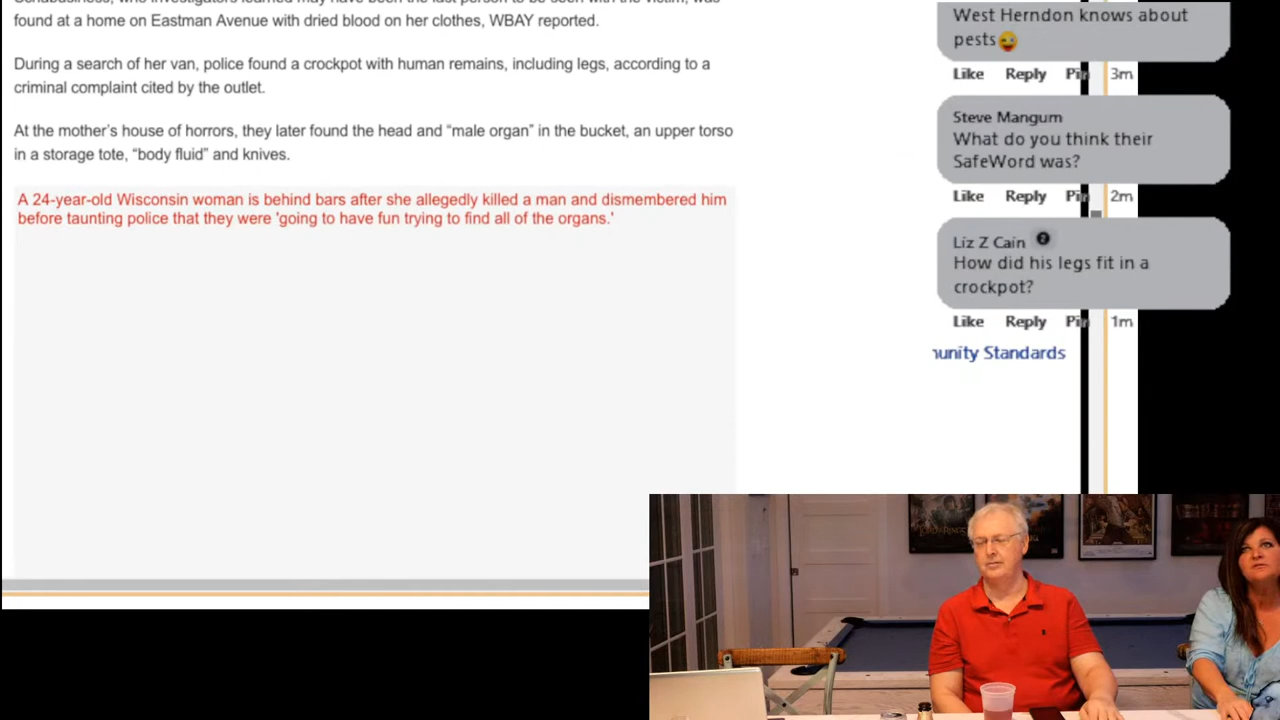 found at a home on Eastman Avenue with dried blood on her clothes, WBAY reported.
During a search of her van, police found a crockpot with human remains, including legs, according to a
criminal complaint cited by the outlet.
At the mother’s house of horrors, they later found the head and “male organ” in the bucket, an upper torso
in a storage tote, “body fluid” and knives.
A 24-year-old Wisconsin woman is behind bars after she allegedly killed a man and dismembered him
before taunting police that they were 'going to have fun trying to find all of the organs.'
West Herndon knows about
pests😜
Like Reply Pin 3m
Steve Mangum
What do you think their
SafeWord was?
Like Reply Pin 2m
Liz Z Cain
How did his legs fit in a
crockpot?
Like Reply Pin 1m
unity Standards